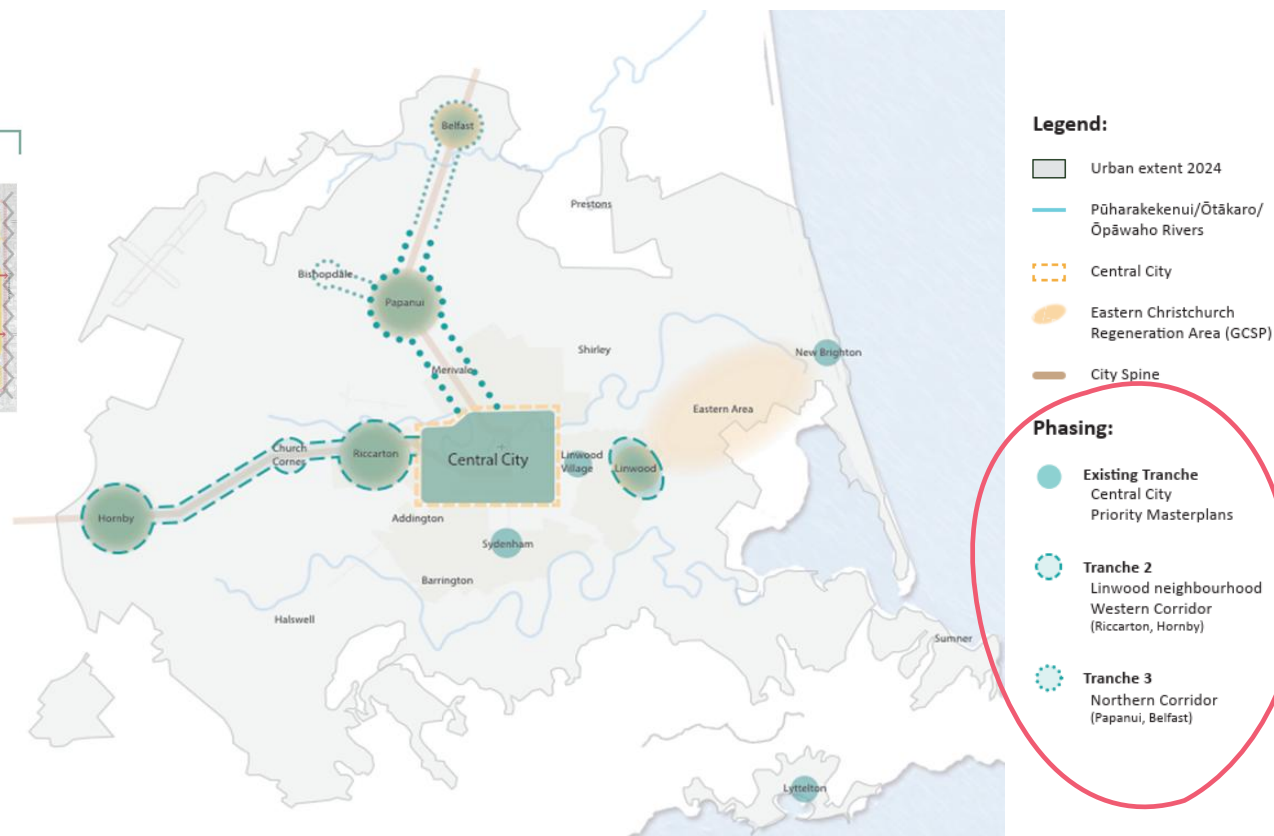 Belfast
Prestons
Bishopdale
Papanui
Shirley
New Brighton
Merivale
Eastern Area
Church
Cornes
Riccarton
Central City
Linwood
Village
Linwood
Hornby
Addington
Sydenham
Barrington
Halswell
Sumner
Lyttelton
Legend:
Urban extent 2024
Pūharakekenui/Ōtākaro/
Ōpāwaho Rivers
Central City
Eastern Christchurch
Regeneration Area (GCSP)
City Spine
Phasing:
Existing Tranche
Central City
Priority Masterplans
Tranche 2
Linwood neighbourhood
Western Corridor
(Riccarton, Hornby)
Tranche 3
Northern Corridor
(Papanui, Belfast)